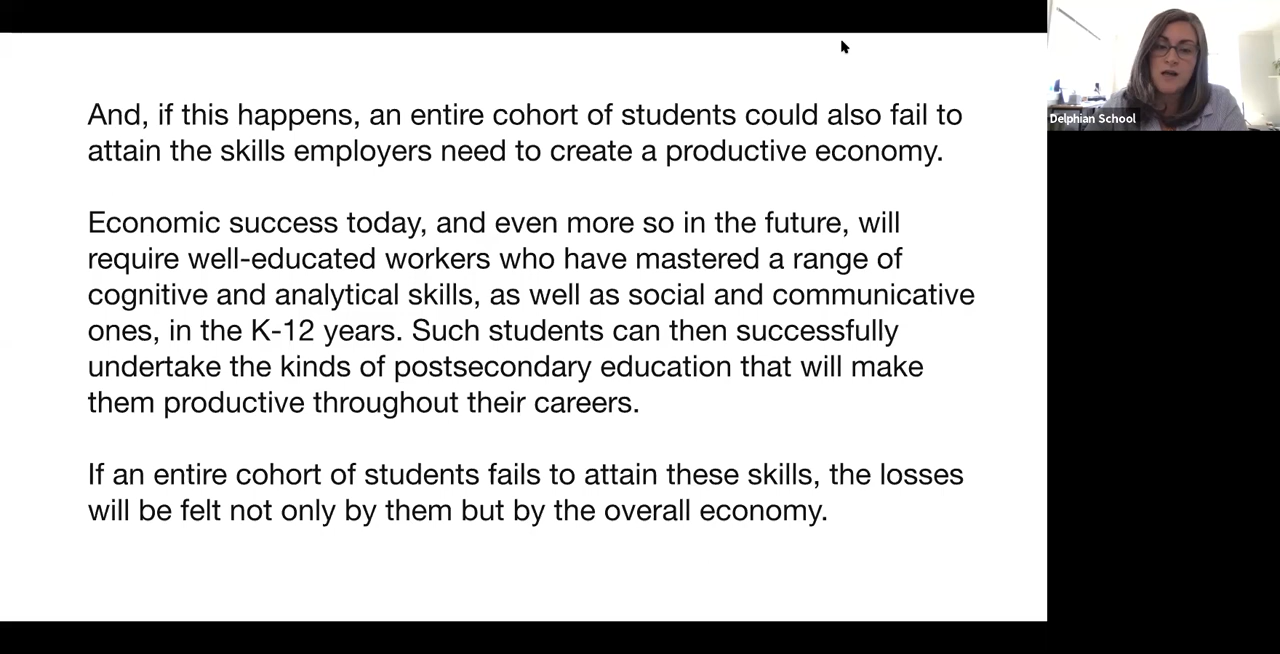 And, if this happens, an entire cohort of students could also fail to
attain the skills employers need to create a productive economy.
Economic success today, and even more so in the future, will
require well-educated workers who have mastered a range of
cognitive and analytical skills, as well as social and communicative
ones, in the K-12 years. Such students can then successfully
undertake the kinds of postsecondary education that will make
them productive throughout their careers.
If an entire cohort of students fails to attain these skills, the losses
will be felt not only by them but by the overall economy.
Delphian School